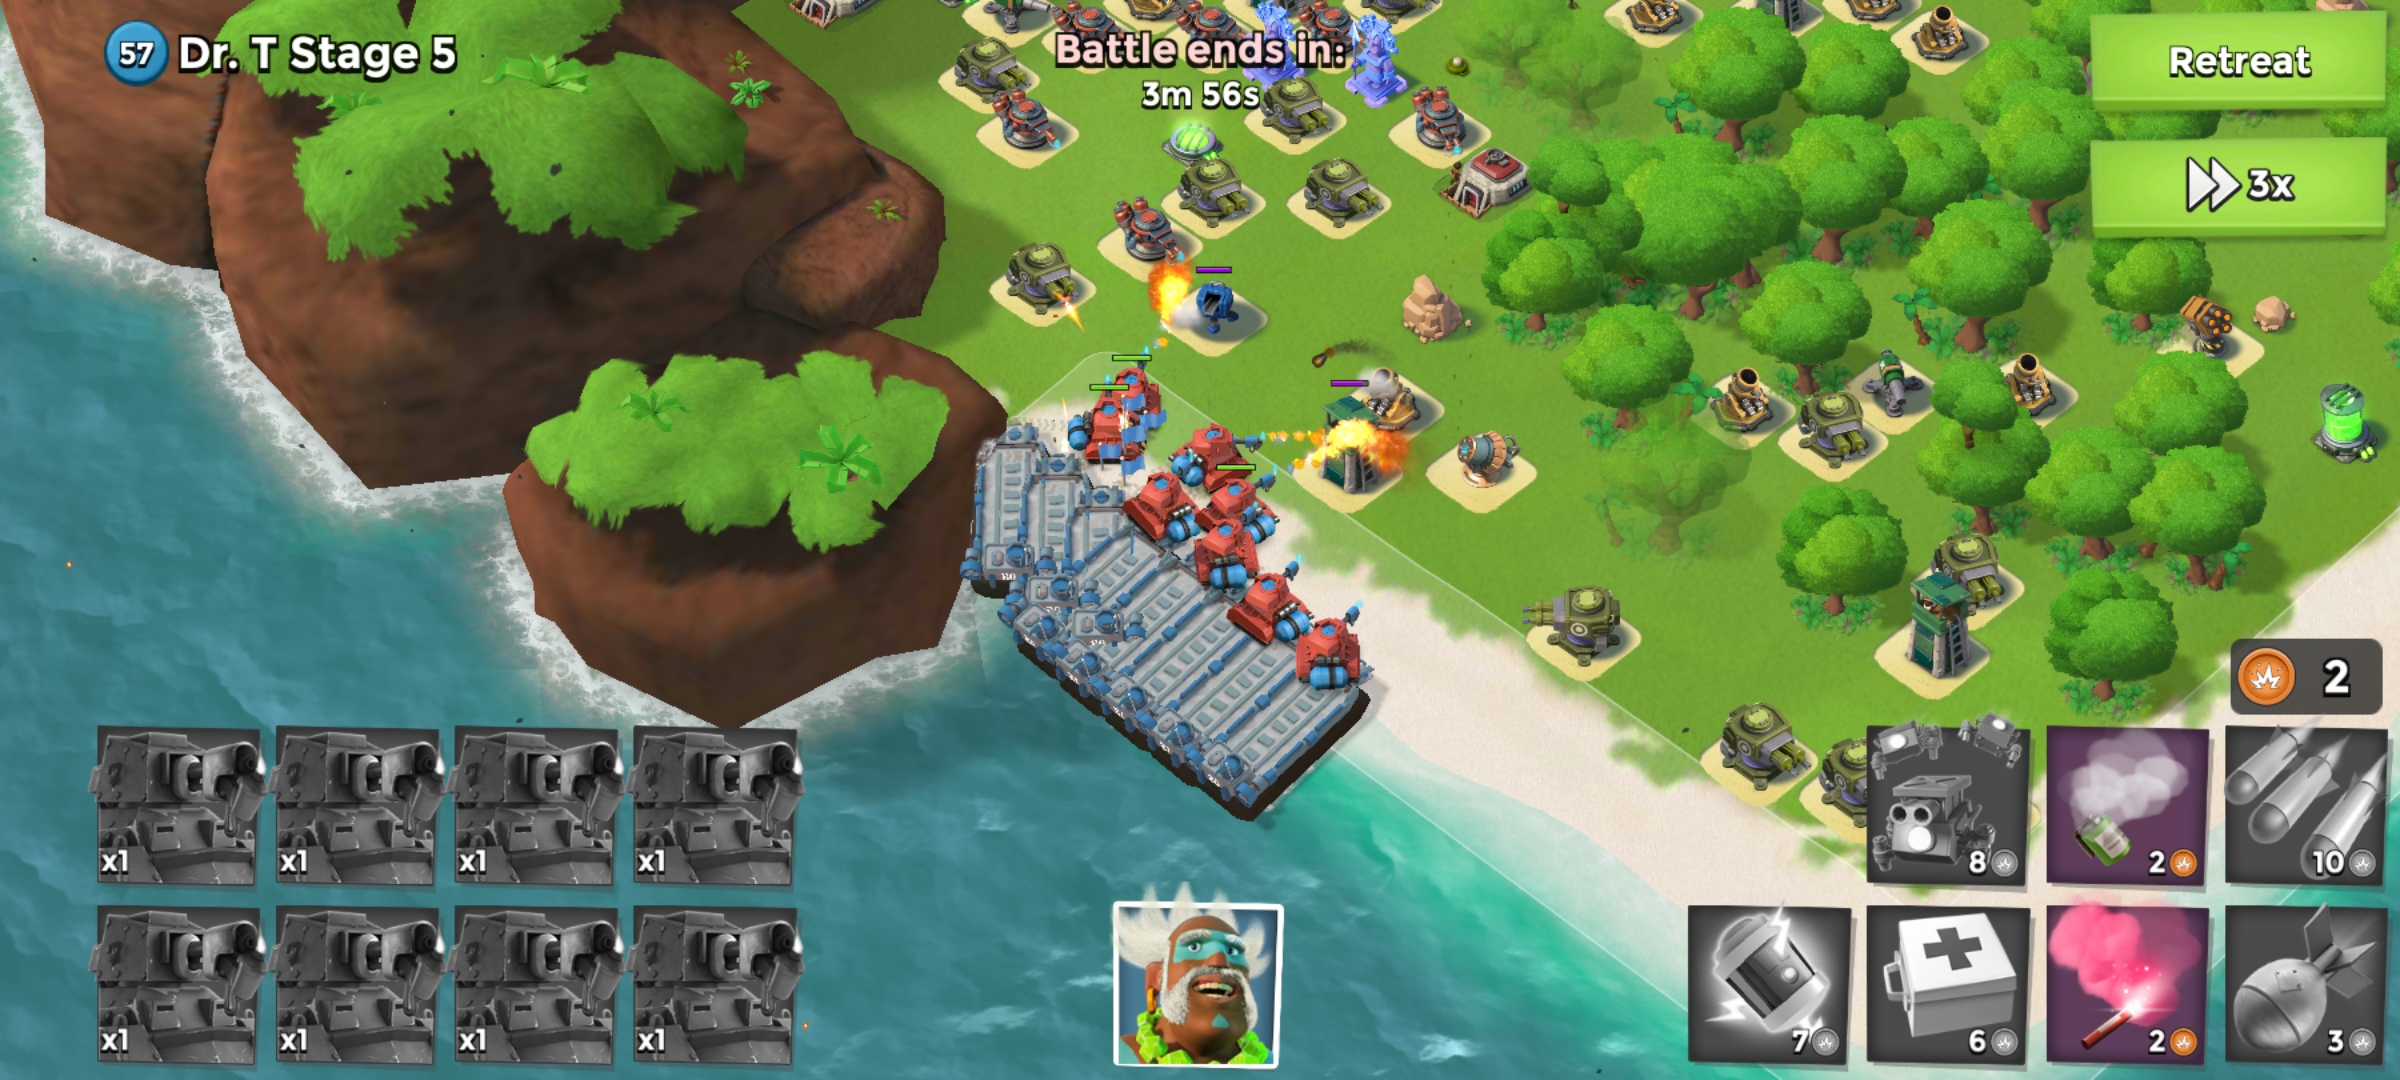 57 Dr. T Stage 5
Battle ends in:
3m 56s
Retreat
3x
2
8
2
10
7
6
2
3
x1
x1
x1
x1
x1
x1
x1
x1